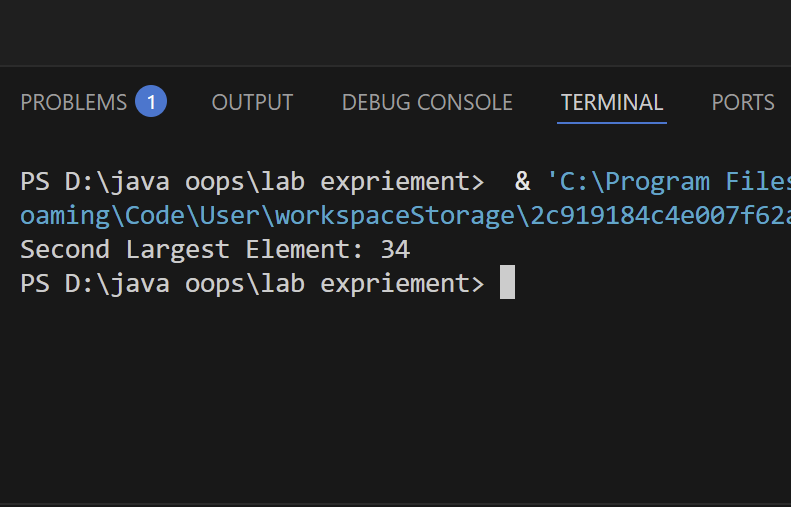 PROBLEMS 1 OUTPUT DEBUG CONSOLE TERMINAL PORTS
PS D:\java oops\lab expriement>  & 'C:\Program Files
oaming\Code\User\workspaceStorage\2c919184c4e007f62a
Second Largest Element: 34
PS D:\java oops\lab expriement>